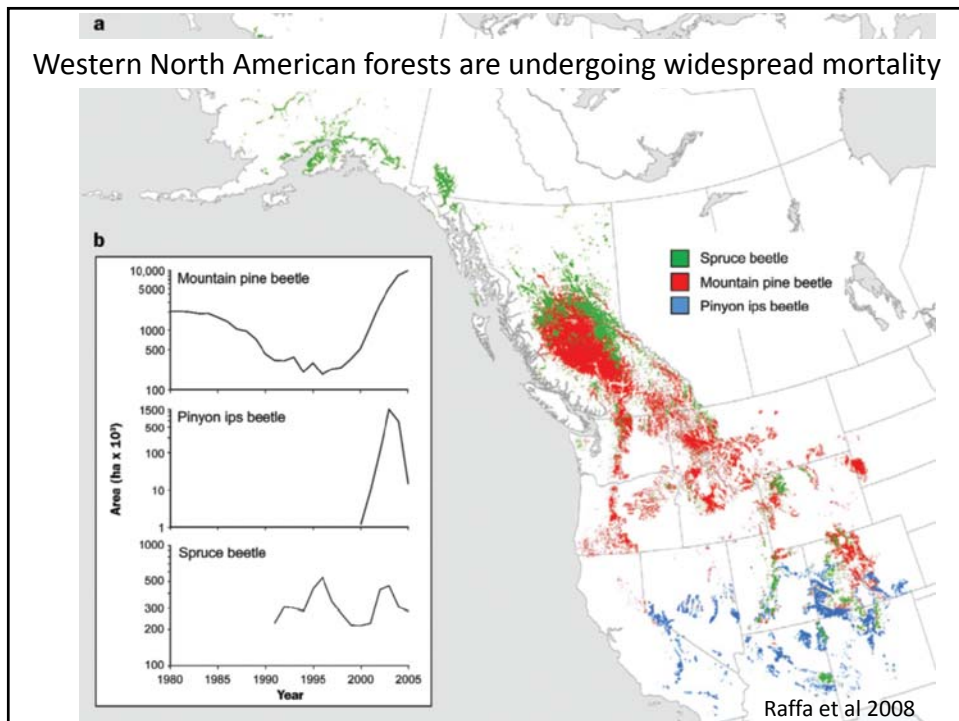 a
Western North American forests are undergoing widespread mortality
b
Spruce beetle
Mountain pine beetle
Pinyon ips beetle
Area (ha x 10³)
Mountain pine beetle
10,000
5000
1000
500
100
Pinyon ips beetle
1500
500
100
10
1
Spruce beetle
1000
500
300
200
100
1980 1985 1990 1995 2000 2005
Year
Raffa et al 2008